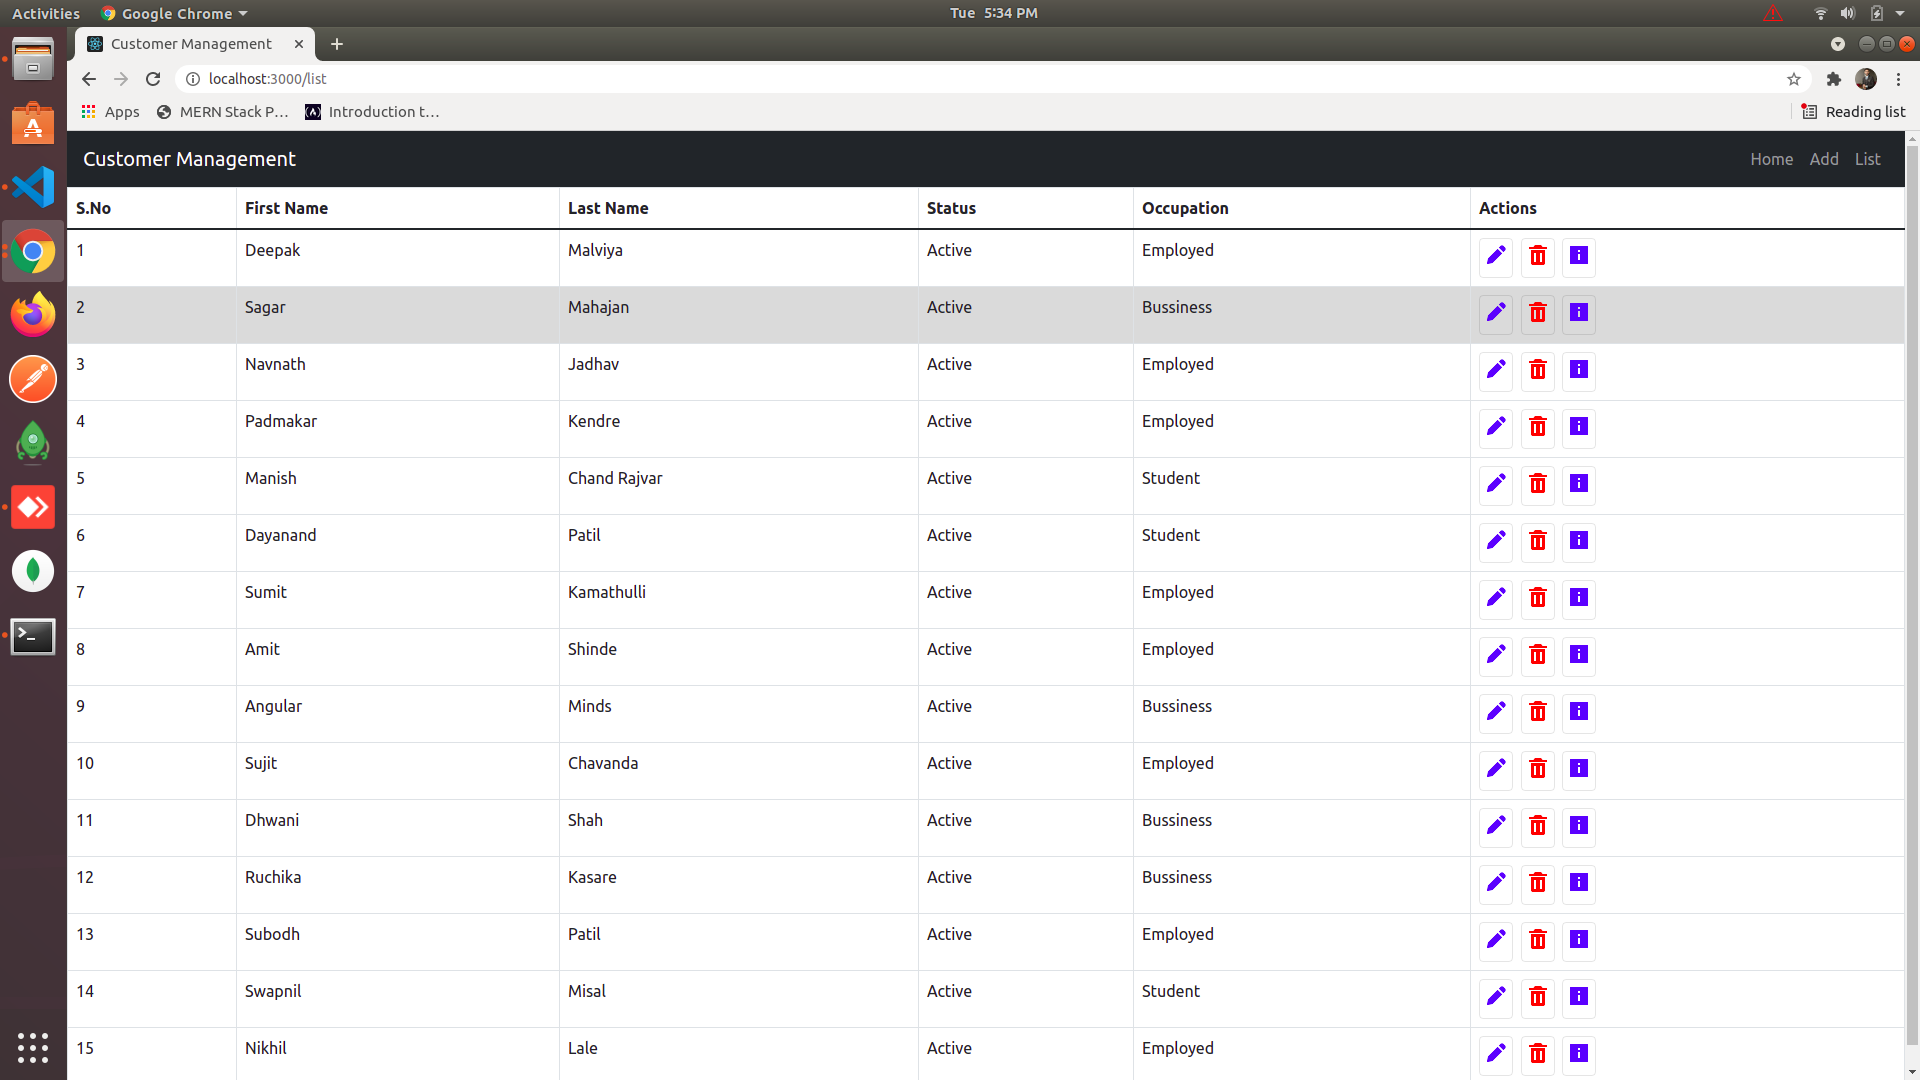 Activities Google Chrome Tue 5:34 PM
Customer Management
localhost:3000/list
Apps MERN Stack P... Introduction t... Reading list
Customer Management Home Add List
S.No First Name Last Name Status Occupation Actions
1 Deepak Malviya Active Employed
2 Sagar Mahajan Active Bussiness
3 Navnath Jadhav Active Employed
4 Padmakar Kendre Active Employed
5 Manish Chand Rajvar Active Student
6 Dayanand Patil Active Student
7 Sumit Kamathulli Active Employed
8 Amit Shinde Active Employed
9 Angular Minds Active Bussiness
10 Sujit Chavanda Active Employed
11 Dhwani Shah Active Bussiness
12 Ruchika Kasare Active Bussiness
13 Subodh Patil Active Employed
14 Swapnil Misal Active Student
15 Nikhil Lale Active Employed